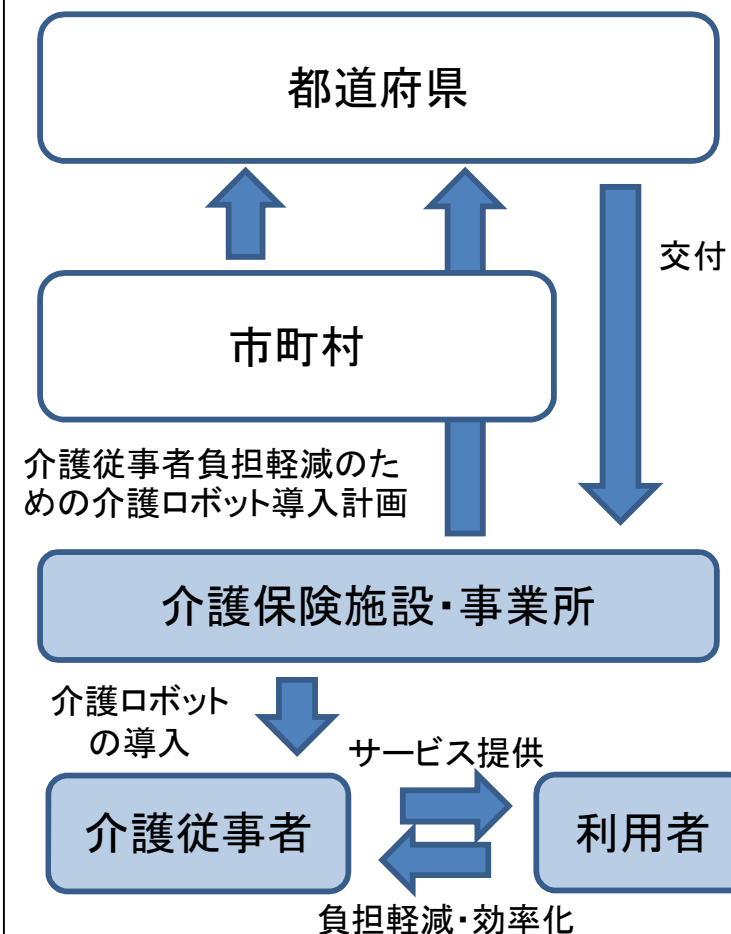 都道府県
交付
市町村
介護従事者負担軽減のた
めの介護ロボット導入計画
介護保険施設・事業所
介護ロボット
の導入
サービス提供
介護従事者
利用者
負担軽減・効率化